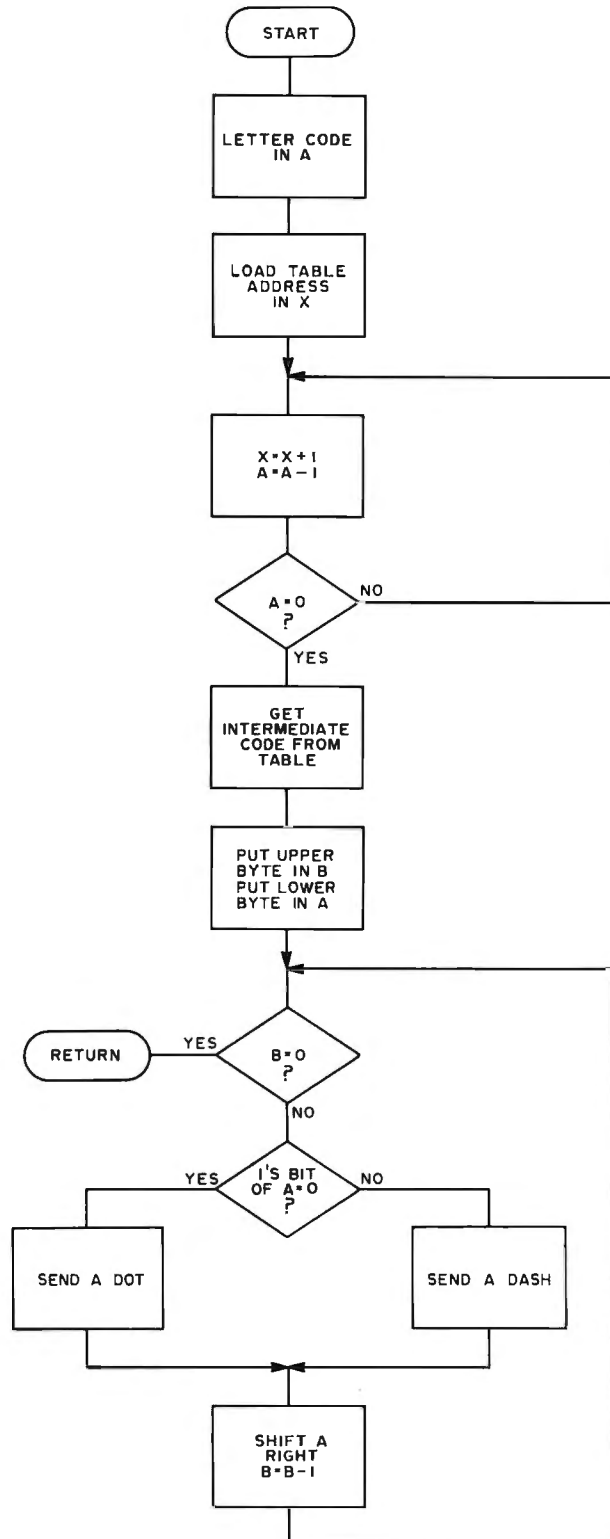 START
LETTER CODE
IN A
LOAD TABLE
ADDRESS
IN X
X=X+1
A=A-1
A=0
?
NO
YES
GET
INTERMEDIATE
CODE FROM
TABLE
PUT UPPER
BYTE IN B
PUT LOWER
BYTE IN A
RETURN
YES
B=0
?
NO
YES
1'S BIT
OF A=0
?
NO
SEND A DOT
SEND A DASH
SHIFT A
RIGHT
B=B-1